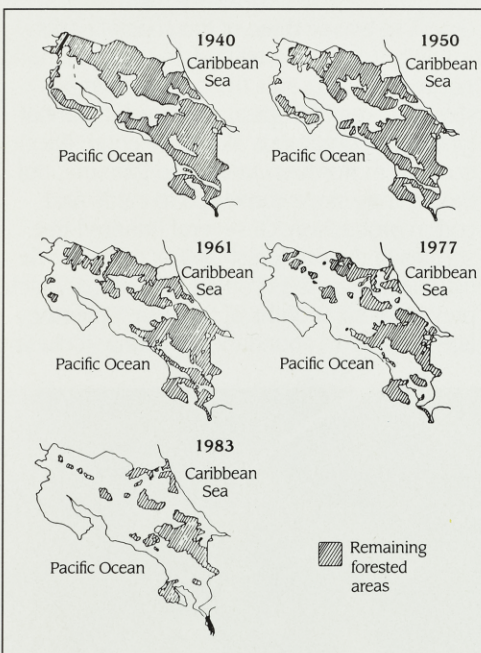 1940
Caribbean
Sea
Pacific Ocean
1950
Caribbean
Sea
Pacific Ocean
1961
Caribbean
Sea
Pacific Ocean
1977
Caribbean
Sea
Pacific Ocean
1983
Caribbean
Sea
Pacific Ocean
Remaining
forested
areas